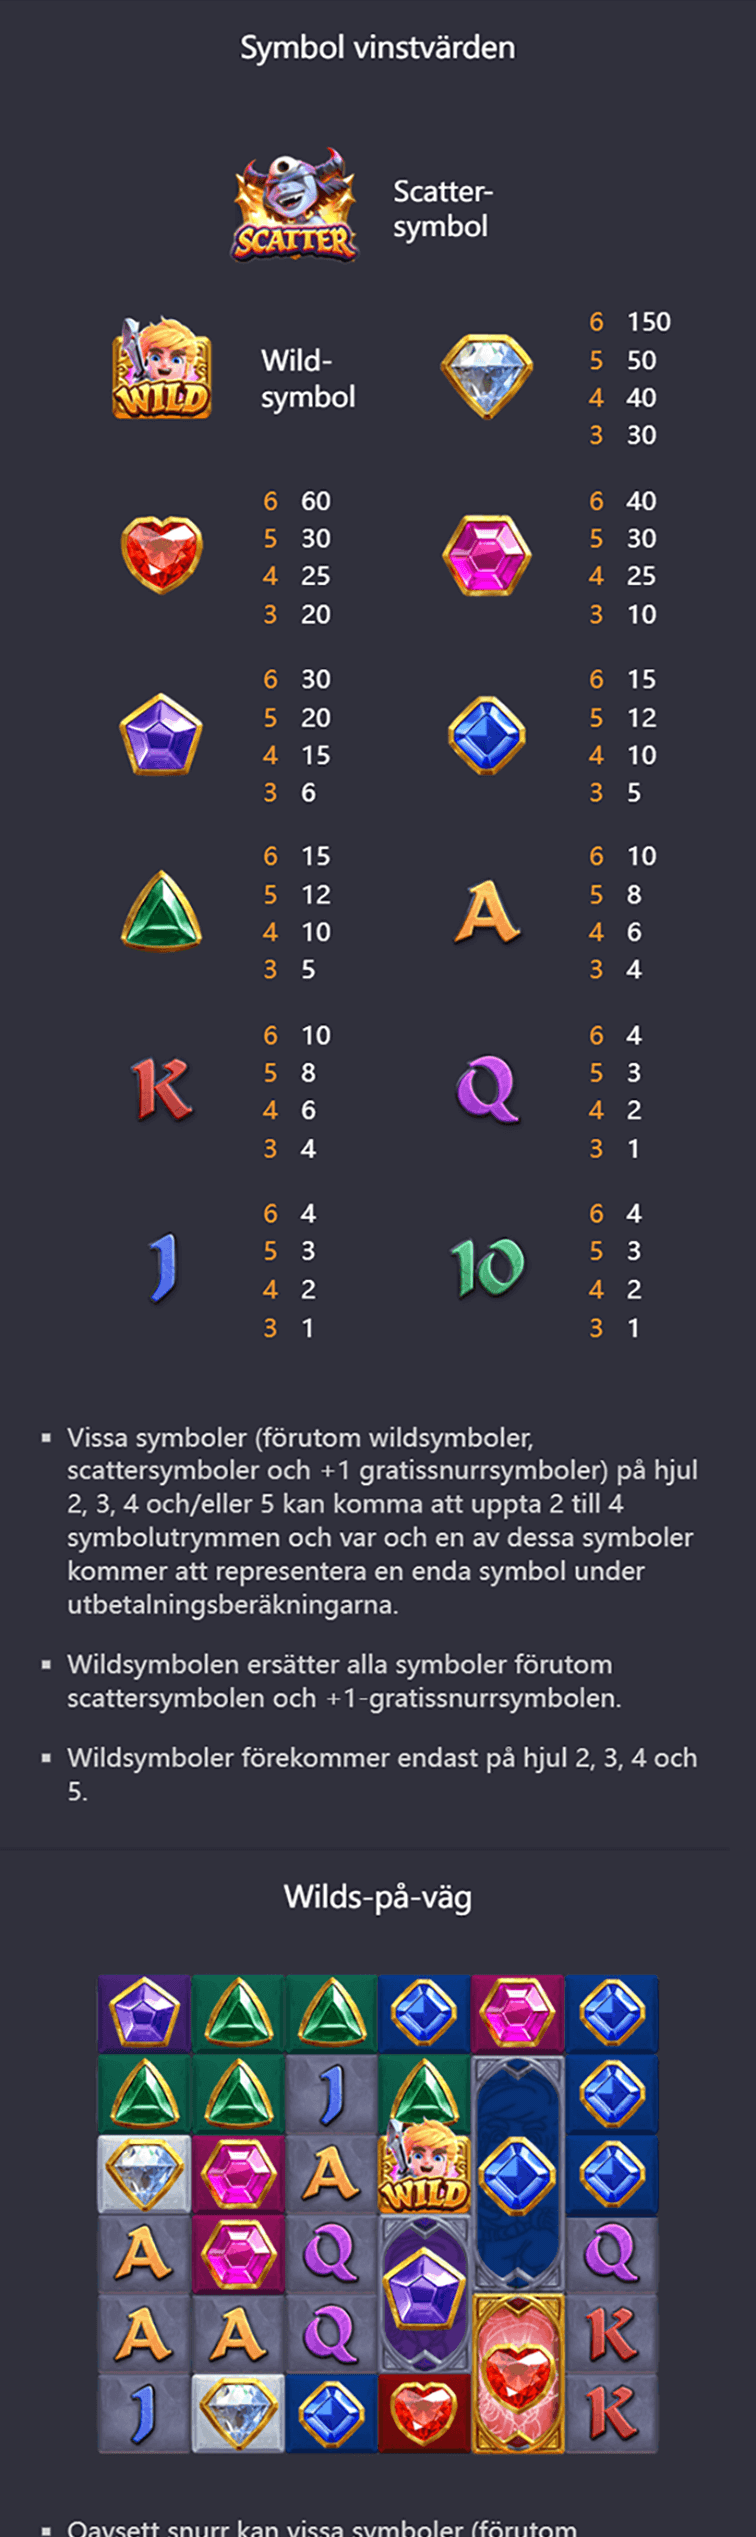 Symbol vinstvärden
SCATTER
Scatter-
symbol
WILD
Wild-
symbol
6 150
5 50
4 40
3 30
6 60
5 30
4 25
3 20
6 40
5 30
4 25
3 10
6 30
5 20
4 15
3 6
6 15
5 12
4 10
3 5
6 15
5 12
4 10
3 5
A
6 10
5 8
6 10
4 6
3 4
K
6 10
5 8
4 6
3 4
Q
6 4
5 3
4 2
3 1
J
6 4
5 3
4 2
3 1
10
6 4
5 3
4 2
3 1
Vissa symboler (förutom wildsymboler,
scattersymboler och +1 gratissnurrsymboler) på hjul
2, 3, 4 och/eller 5 kan komma att uppta 2 till 4
symbolutrymmen och var och en av dessa symboler
kommer att representera en enda symbol under
utbetalningsberäkningarna.
Wildsymbolen ersätter alla symboler förutom
scattersymbolen och +1-gratissnurrsymbolen.
Wildsymboler förekommer endast på hjul 2, 3, 4 och
5.
Wilds-på-väg
J
A WILD
A Q Q
A A Q K
J K
Oavsett snurr kan vissa symboler (förutom